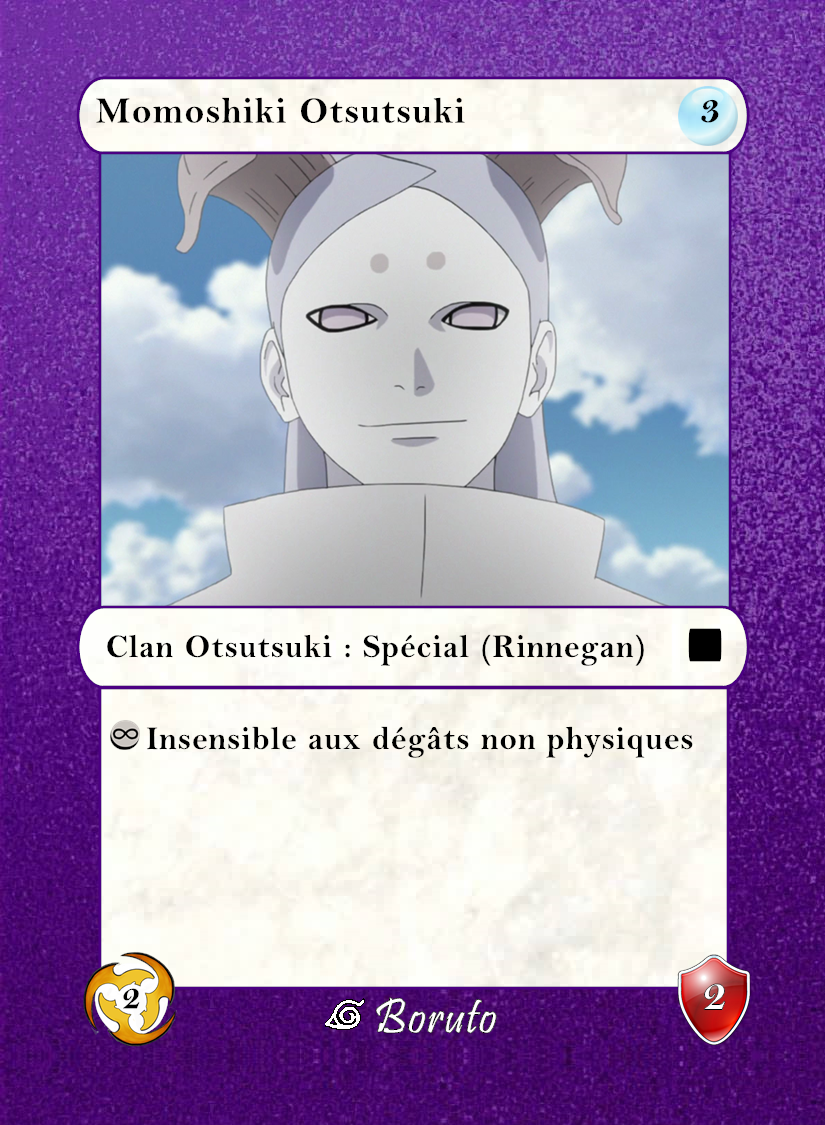 Momoshiki Otsutsuki
3
Clan Otsutsuki : Spécial (Rinnegan)
∞ Insensible aux dégâts non physiques
2
Boruto
2